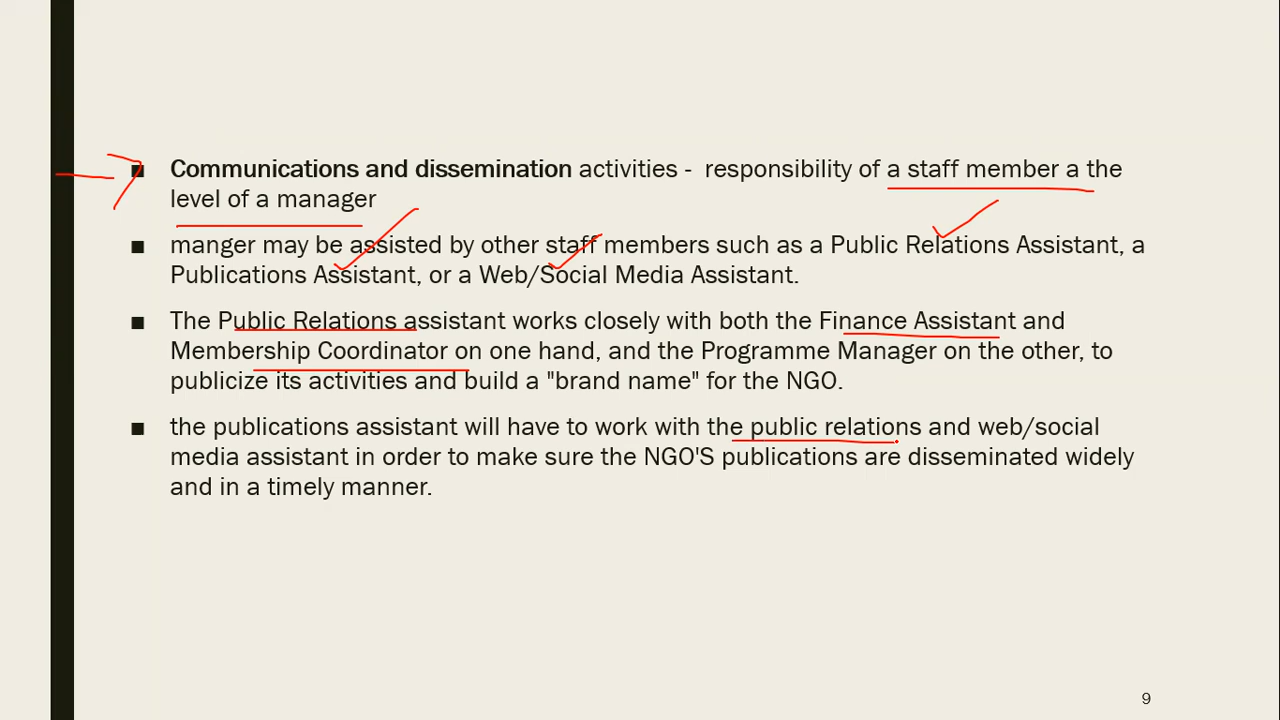 ■ Communications and dissemination activities - responsibility of a staff member a the
level of a manager
■ manger may be assisted by other staff members such as a Public Relations Assistant, a
Publications Assistant, or a Web/Social Media Assistant.
■ The Public Relations assistant works closely with both the Finance Assistant and
Membership Coordinator on one hand, and the Programme Manager on the other, to
publicize its activities and build a "brand name" for the NGO.
■ the publications assistant will have to work with the public relations and web/social
media assistant in order to make sure the NGO'S publications are disseminated widely
and in a timely manner.
9